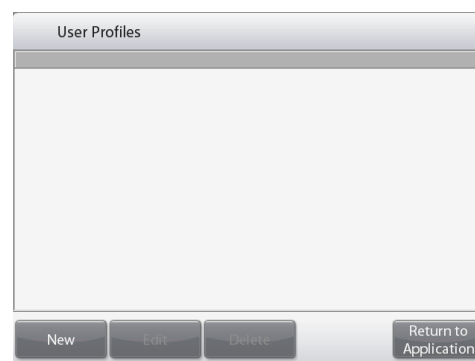 User Profiles
New
Edit
Delete
Return to
Application